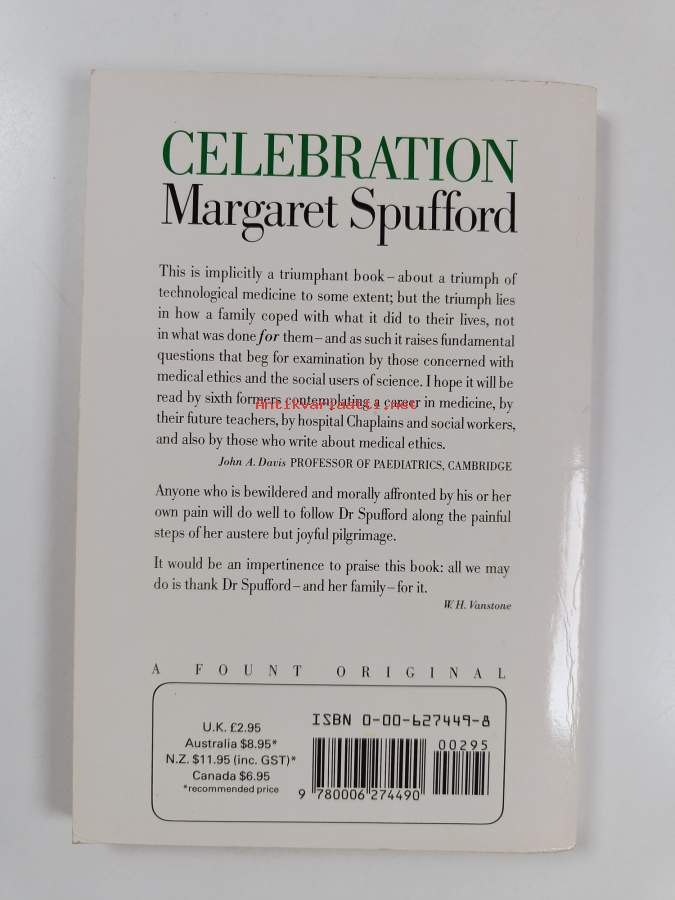 CELEBRATION
Margaret Spufford
This is implicitly a triumphant book – about a triumph of
technological medicine to some extent; but the triumph lies
in how a family coped with what it did to their lives, not
in what was done for them – and as such it raises fundamental
questions that beg for examination by those concerned with
medical ethics and the social users of science. I hope it will be
read by sixth formers contemplating a career in medicine, by
Antikvariaatti.net
their future teachers, by hospital Chaplains and social workers,
and also by those who write about medical ethics.
John A. Davis PROFESSOR OF PAEDIATRICS, CAMBRIDGE
Anyone who is bewildered and morally affronted by his or her
own pain will do well to follow Dr Spufford along the painful
steps of her austere but joyful pilgrimage.
It would be an impertinence to praise this book: all we may
do is thank Dr Spufford – and her family – for it.
W. H. Vanstone
A FOUNT ORIGINAL
U.K. £2.95
Australia $8.95*
N.Z. $11.95 (inc. GST)*
Canada $6.95
*recommended price
ISBN 0-00-627449-8
00295
9 780006 274490